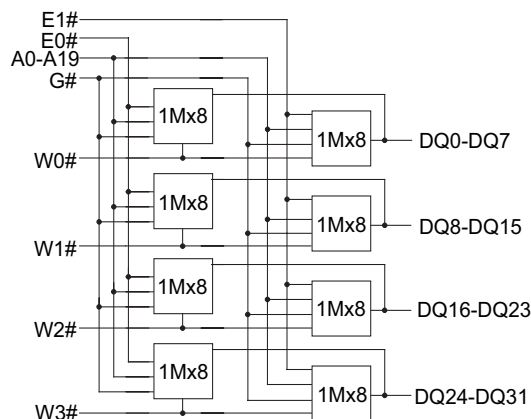 E1#
E0#
A0-A19
G#
1Mx8
1Mx8
W0#
DQ0-DQ7
1Mx8
1Mx8
W1#
DQ8-DQ15
1Mx8
1Mx8
W2#
DQ16-DQ23
1Mx8
1Mx8
W3#
DQ24-DQ31